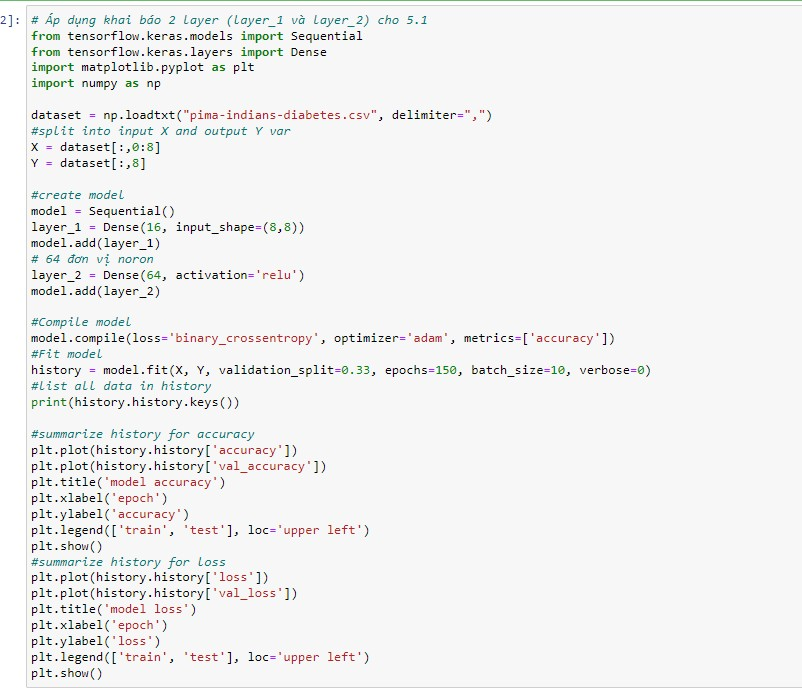 2]: # Áp dụng khai báo 2 layer (layer_1 và layer_2) cho 5.1
from tensorflow.keras.models import Sequential
from tensorflow.keras.layers import Dense
import matplotlib.pyplot as plt
import numpy as np

dataset = np.loadtxt("pima-indians-diabetes.csv", delimiter=",")
#split into input X and output Y var
X = dataset[:,0:8]
Y = dataset[:,8]

#create model
model = Sequential()
layer_1 = Dense(16, input_shape=(8,8))
model.add(layer_1)
# 64 đơn vị noron
layer_2 = Dense(64, activation='relu')
model.add(layer_2)

#Compile model
model.compile(loss='binary_crossentropy', optimizer='adam', metrics=['accuracy'])
#Fit model
history = model.fit(X, Y, validation_split=0.33, epochs=150, batch_size=10, verbose=0)
#list all data in history
print(history.history.keys())

#summarize history for accuracy
plt.plot(history.history['accuracy'])
plt.plot(history.history['val_accuracy'])
plt.title('model accuracy')
plt.xlabel('epoch')
plt.ylabel('accuracy')
plt.legend(['train', 'test'], loc='upper left')
plt.show()
#summarize history for loss
plt.plot(history.history['loss'])
plt.plot(history.history['val_loss'])
plt.title('model loss')
plt.xlabel('epoch')
plt.ylabel('loss')
plt.legend(['train', 'test'], loc='upper left')
plt.show()